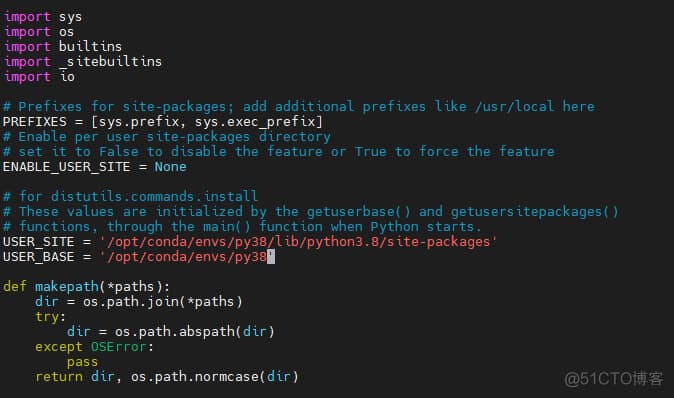 import sys
import os
import builtins
import _sitebuiltins
import io
# Prefixes for site-packages; add additional prefixes like /usr/local here
PREFIXES = [sys.prefix, sys.exec_prefix]
# Enable per user site-packages directory
# set it to False to disable the feature or True to force the feature
ENABLE_USER_SITE = None
# for distutils.commands.install
# These values are initialized by the getuserbase() and getusersitepackages()
# functions, through the main() function when Python starts.
USER_SITE = '/opt/conda/envs/py38/lib/python3.8/site-packages'
USER_BASE = '/opt/conda/envs/py38'
def makepath(*paths):
    dir = os.path.join(*paths)
    try:
        dir = os.path.abspath(dir)
    except OSError:
        pass
    return dir, os.path.normcase(dir)
@51CTO博客